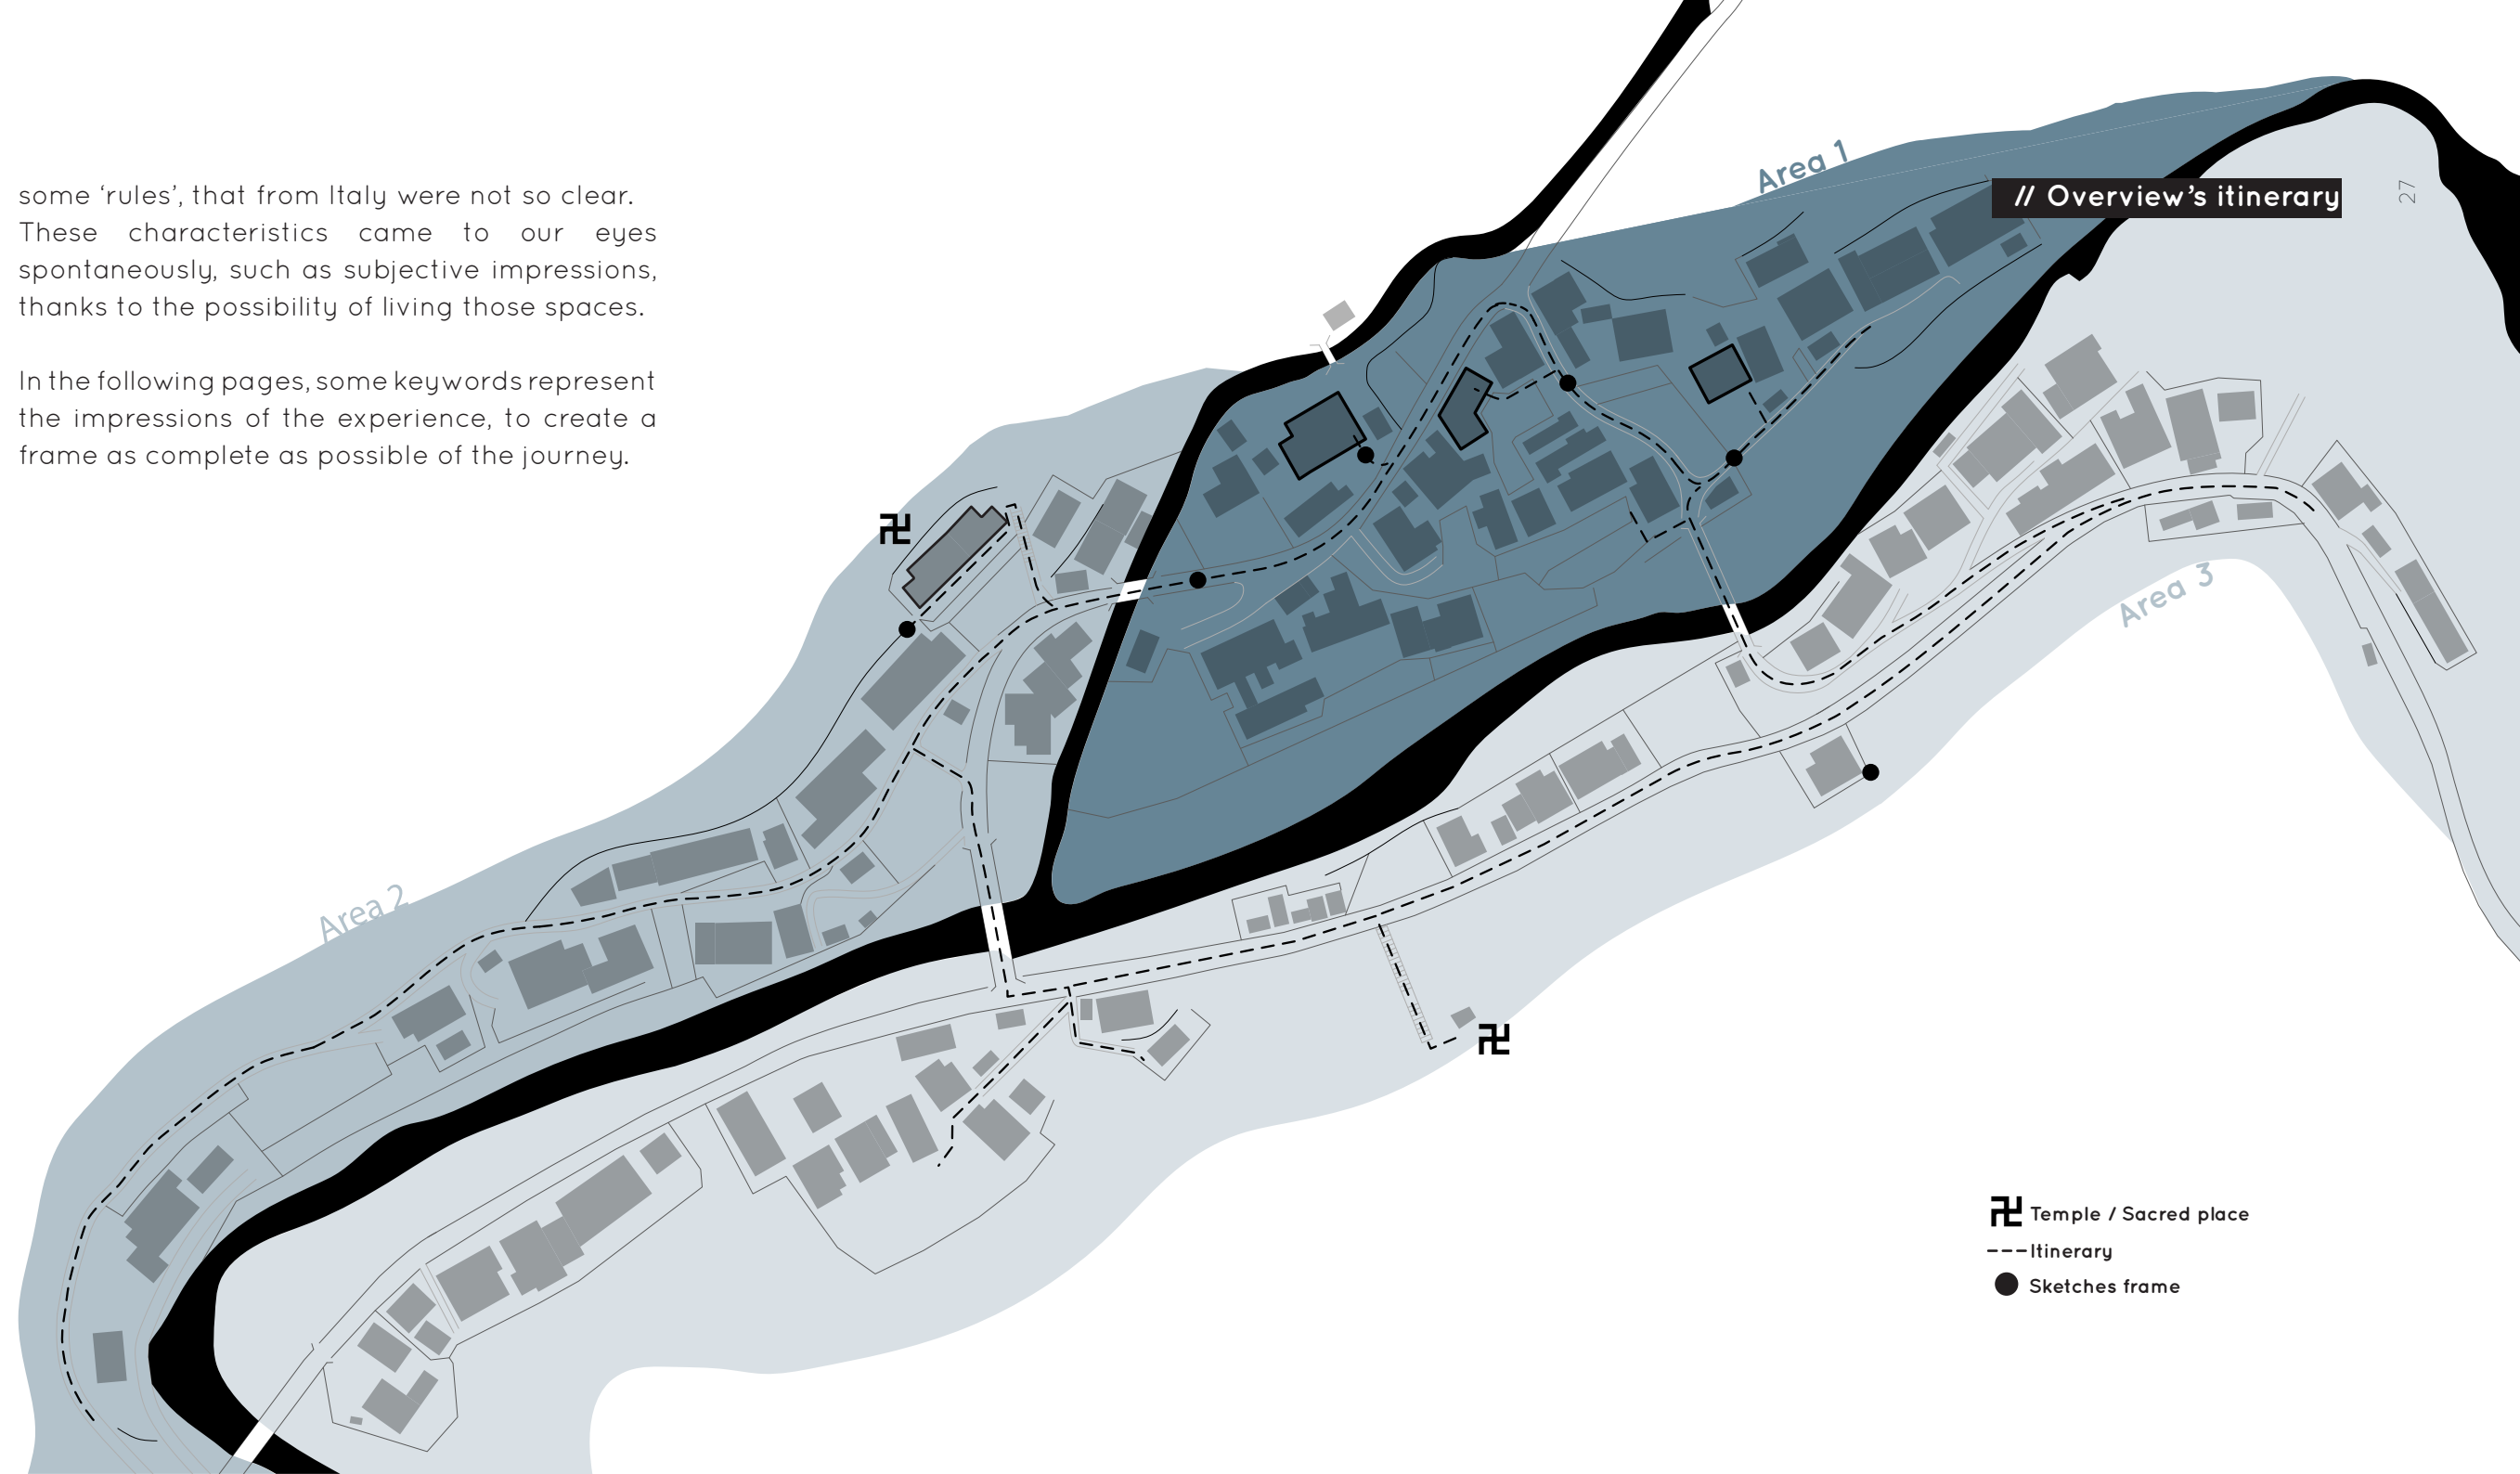 some ‘rules’, that from Italy were not so clear.
These characteristics came to our eyes
spontaneously, such as subjective impressions,
thanks to the possibility of living those spaces.
In the following pages, some keywords represent
the impressions of the experience, to create a
frame as complete as possible of the journey.
// Overview’s itinerary
27
Area 1
Area 2
Area 3
卍
卍
卍 Temple / Sacred place
Itinerary
Sketches frame